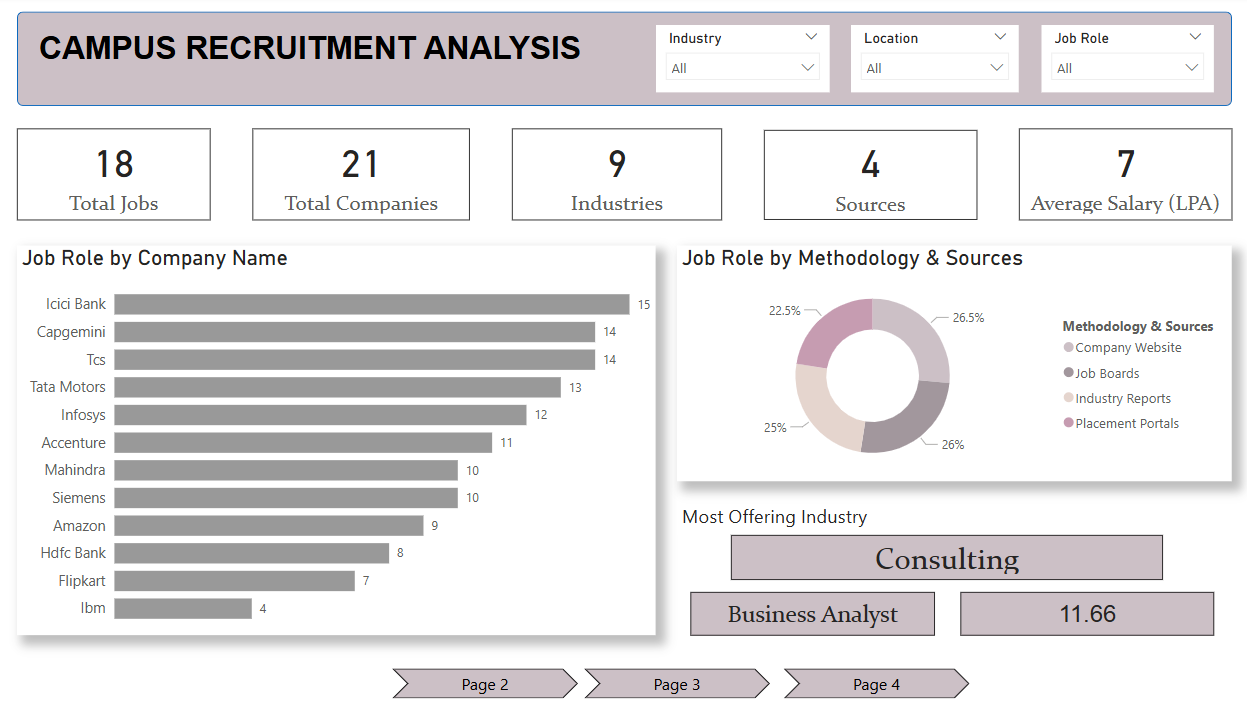 CAMPUS RECRUITMENT ANALYSIS
Industry
All
Location
All
Job Role
All
18
Total Jobs
21
Total Companies
9
Industries
4
Sources
7
Average Salary (LPA)
Job Role by Company Name
Icici Bank 15
Capgemini 14
Tcs 14
Tata Motors 13
Infosys 12
Accenture 11
Mahindra 10
Siemens 10
Amazon 9
Hdfc Bank 8
Flipkart 7
Ibm 4
Job Role by Methodology & Sources
22.5%
26.5%
25%
26%
Methodology & Sources
Company Website
Job Boards
Industry Reports
Placement Portals
Most Offering Industry
Consulting
Business Analyst
11.66
Page 2
Page 3
Page 4